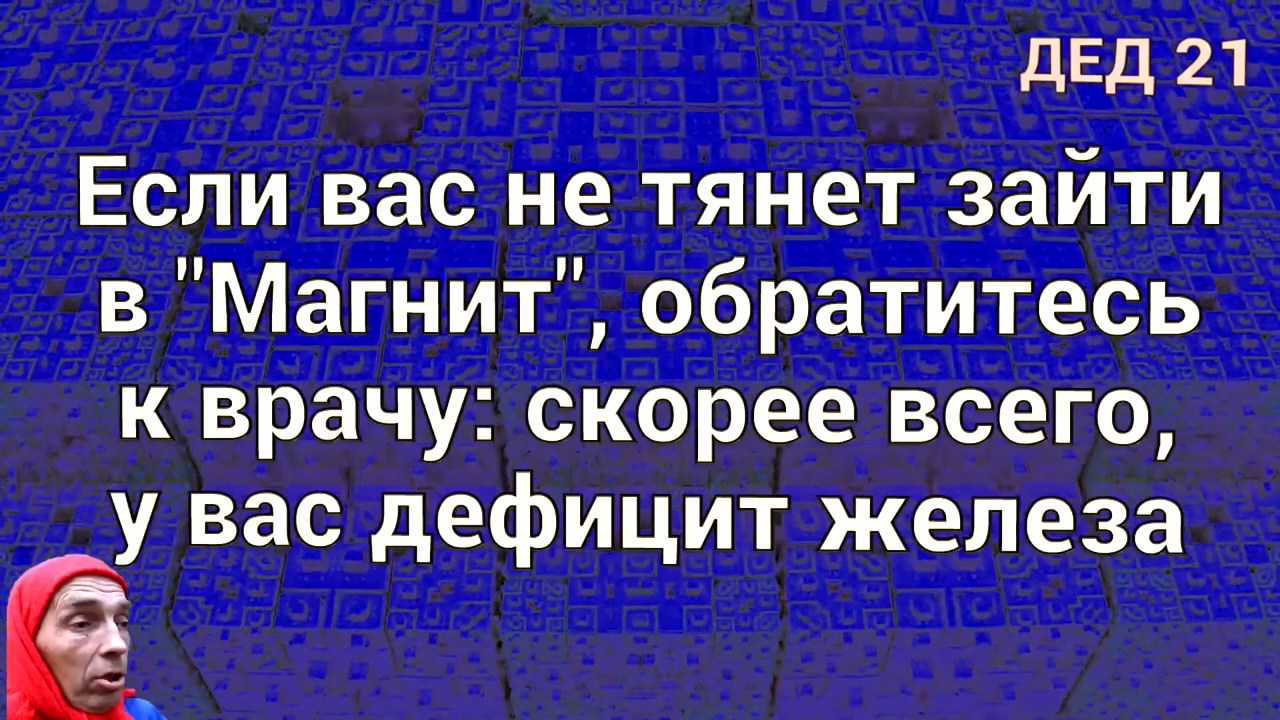 ДЕД 21
Если вас не тянет зайти
в "Магнит", обратитесь
к врачу: скорее всего,
у вас дефицит железа